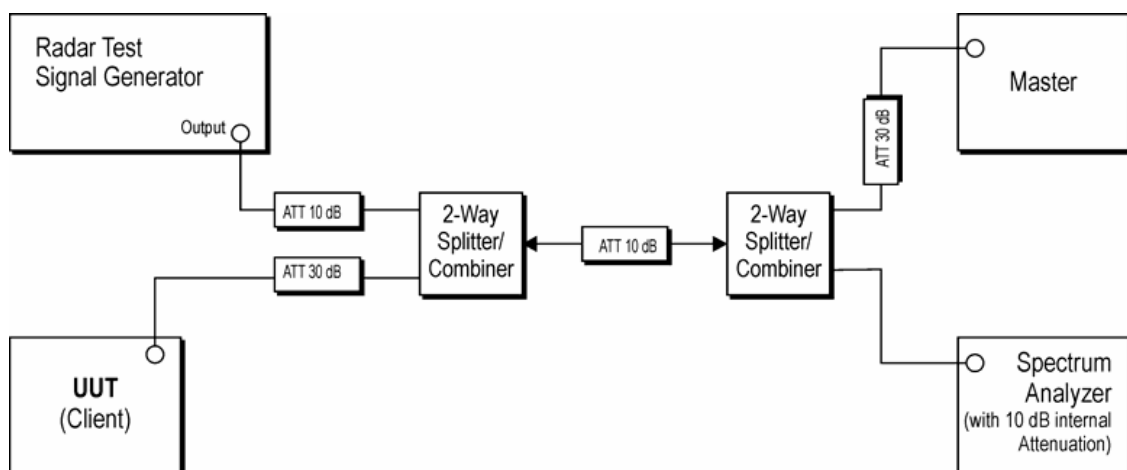 Radar Test
Signal Generator
Output
Master
ATT 30 dB
ATT 10 dB
2-Way
Splitter/
Combiner
ATT 10 dB
2-Way
Splitter/
Combiner
ATT 30 dB
UUT
(Client)
Spectrum
Analyzer
(with 10 dB internal
Attenuation)